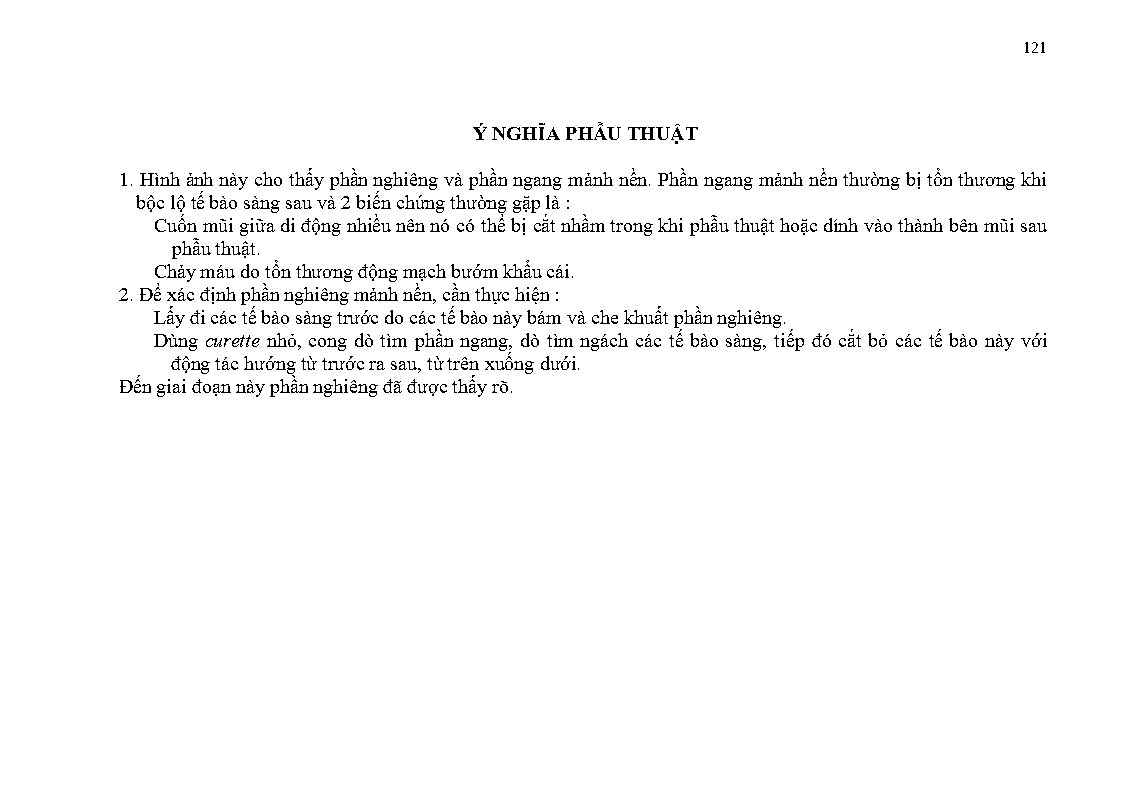 121
Ý NGHĨA PHẪU THUẬT
1. Hình ảnh này cho thấy phần nghiêng và phần ngang mảnh nền. Phần ngang mảnh nền thường bị tổn thương khi
bộc lộ tế bào sàng sau và 2 biến chứng thường gặp là :
Cuốn mũi giữa di động nhiều nên nó có thể bị cắt nhầm trong khi phẫu thuật hoặc dính vào thành bên mũi sau
phẫu thuật.
Chảy máu do tổn thương động mạch bướm khẩu cái.
2. Để xác định phần nghiêng mảnh nền, cần thực hiện :
Lấy đi các tế bào sàng trước do các tế bào này bám và che khuất phần nghiêng.
Dùng curette nhỏ, cong dò tìm phần ngang, dò tìm ngách các tế bào sàng, tiếp đó cắt bỏ các tế bào này với
động tác hướng từ trước ra sau, từ trên xuống dưới.
Đến giai đoạn này phần nghiêng đã được thấy rõ.